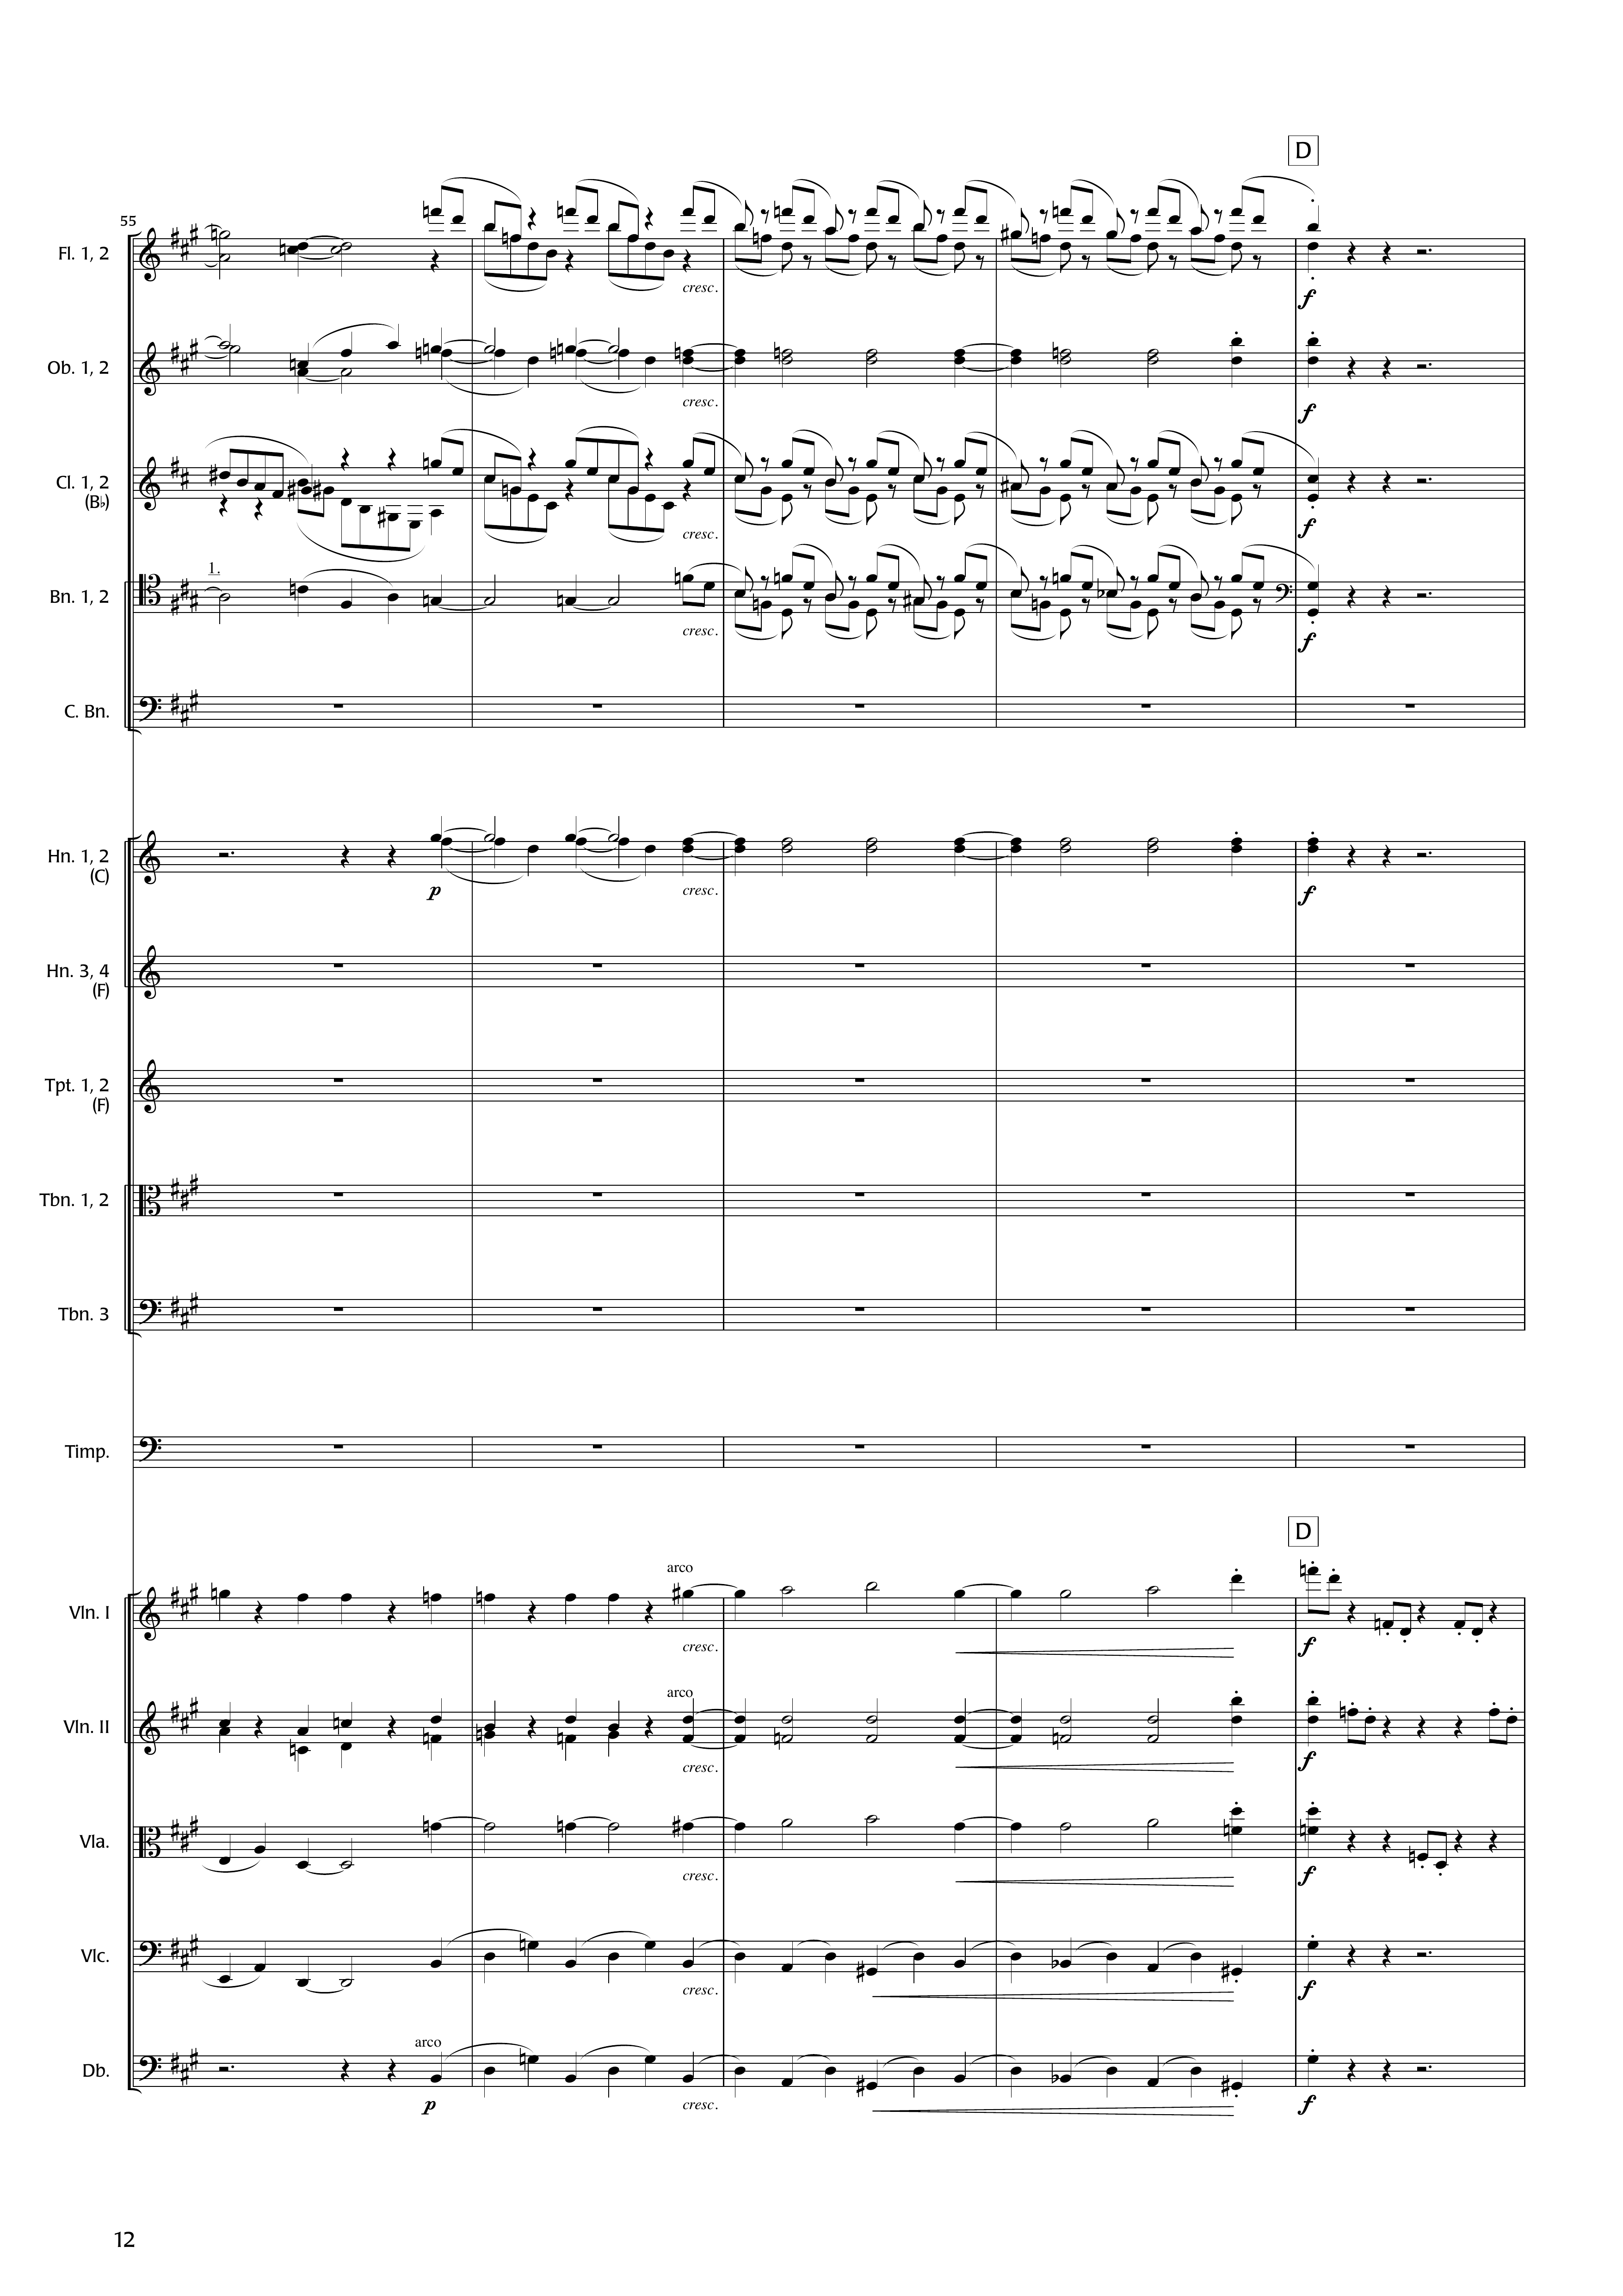 D
55
Fl. 1, 2
cresc.
f
Ob. 1, 2
cresc.
f
Cl. 1, 2
(B♭)
cresc.
f
1.
Bn. 1, 2
cresc.
f
C. Bn.
Hn. 1, 2
(C)
p
cresc.
f
Hn. 3, 4
(F)
Tpt. 1, 2
(F)
Tbn. 1, 2
Tbn. 3
Timp.
D
arco
Vln. I
cresc.
f
arco
Vln. II
cresc.
f
Vla.
cresc.
f
Vlc.
cresc.
f
arco
Db.
p
cresc.
f
12